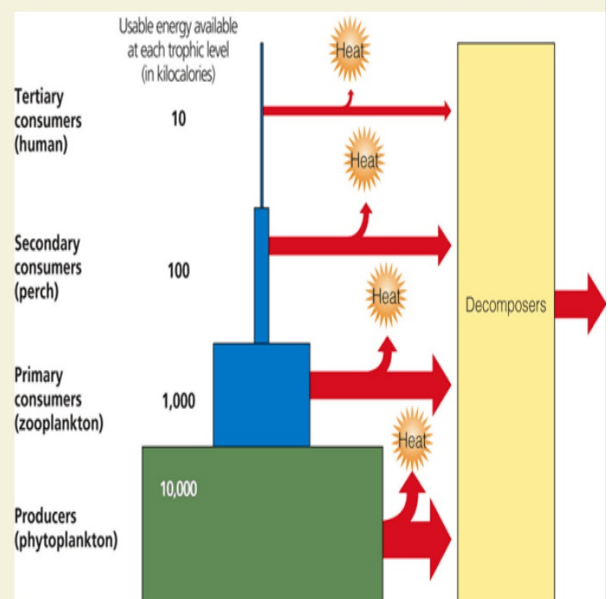 Usable energy available
at each trophic level
(in kilocalories)
Heat
Tertiary
consumers
(human)
10
Heat
Secondary
consumers
(perch)
100
Heat
Decomposers
Primary
consumers
(zooplankton)
1,000
Heat
10,000
Producers
(phytoplankton)